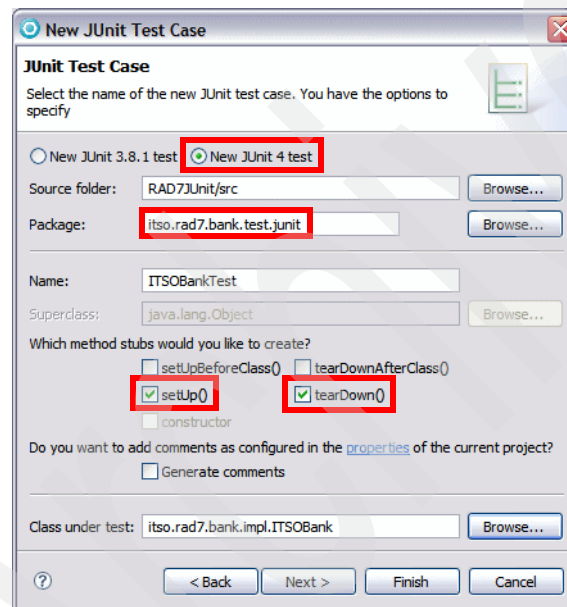 New JUnit Test Case
JUnit Test Case
Select the name of the new JUnit test case. You have the options to
specify
New JUnit 3.8.1 test New JUnit 4 test
Source folder: RAD7JUnit/src Browse...
Package: itso.rad7.bank.test.junit Browse...
Name: ITSOBankTest
Superclass: java.lang.Object Browse...
Which method stubs would you like to create?
setUpBeforeClass() tearDownAfterClass()
setUp() tearDown()
constructor
Do you want to add comments as configured in the properties of the current project?
Generate comments
Class under test: itso.rad7.bank.impl.ITSOBank Browse...
? < Back Next > Finish Cancel